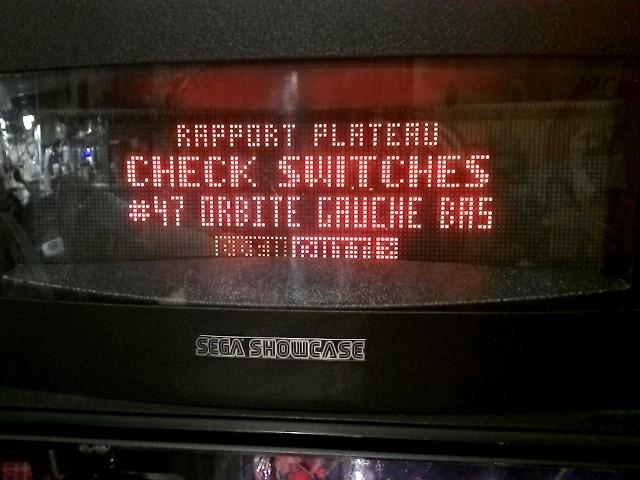 RAPPORT PLATEAU
CHECK SWITCHES
#47 ORBITE GAUCHE BAS
SEGA SHOWCASE